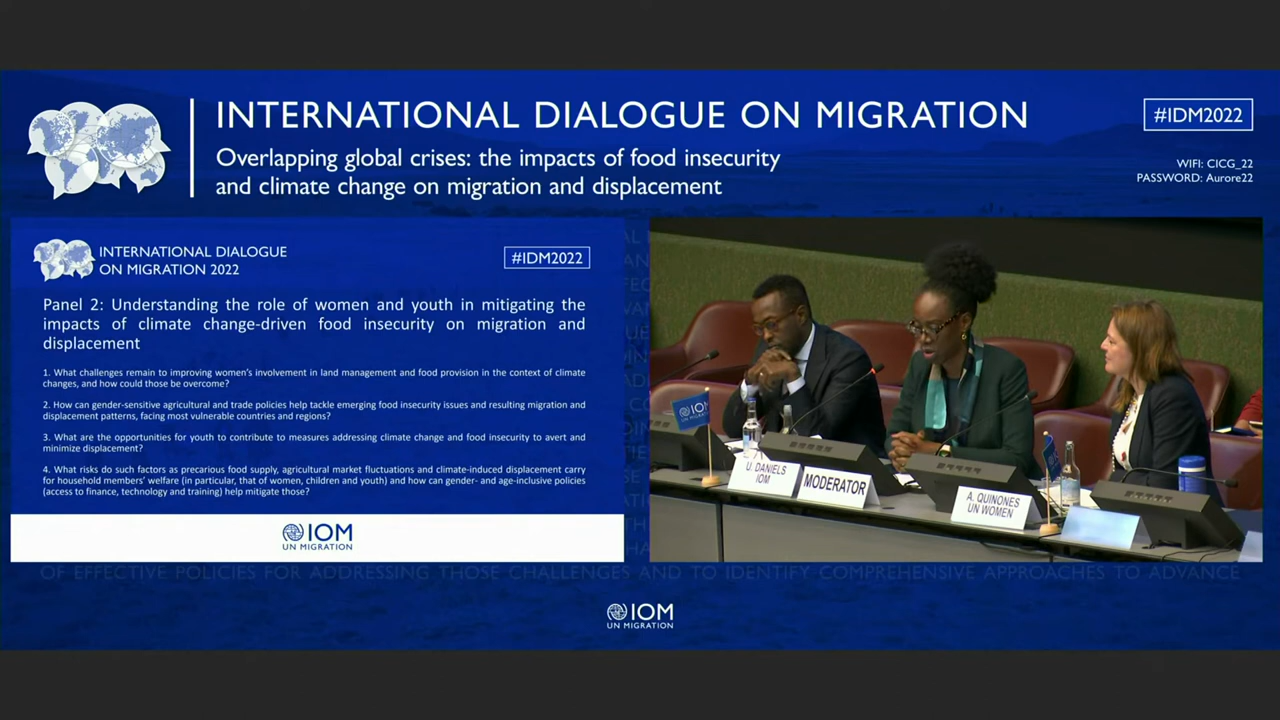 INTERNATIONAL DIALOGUE ON MIGRATION
Overlapping global crises: the impacts of food insecurity
and climate change on migration and displacement
#IDM2022
WIFI: CICG_22
PASSWORD: Aurore22
INTERNATIONAL DIALOGUE
ON MIGRATION 2022
#IDM2022
Panel 2: Understanding the role of women and youth in mitigating the
impacts of climate change-driven food insecurity on migration and
displacement
1. What challenges remain to improving women's involvement in land management and food provision in the context of climate
changes, and how could those be overcome?
2. How can gender-sensitive agricultural and trade policies help tackle emerging food insecurity issues and resulting migration and
displacement patterns, facing most vulnerable countries and regions?
3. What are the opportunities for youth to contribute to measures addressing climate change and food insecurity to avert and
minimize displacement?
4. What risks do such factors as precarious food supply, agricultural market fluctuations and climate-induced displacement carry
for household members' welfare (in particular, that of women, children and youth) and how can gender- and age-inclusive policies
(access to finance, technology and training) help mitigate those?
IOM
UN MIGRATION
IOM
U. DANIELS
IOM
MODERATOR
A. QUINONES
UN WOMEN
OF EFFECTIVE POLICIES FOR ADDRESSING THOSE CHALLENGES AND TO IDENTIFY COMPREHENSIVE APPROACHES TO ADVANCE
IOM
UN MIGRATION